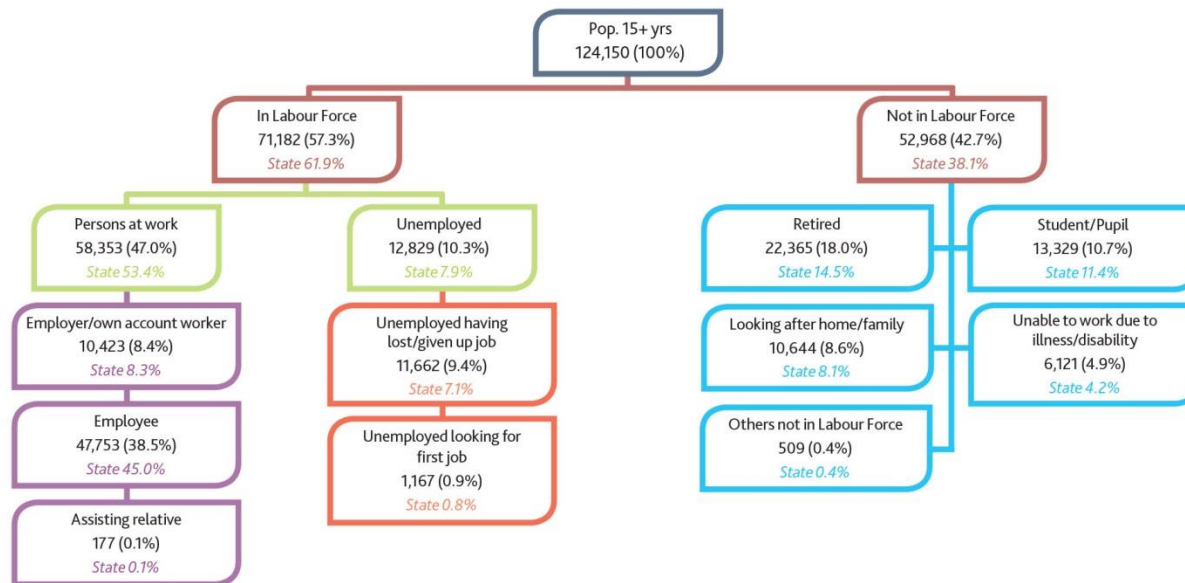 Pop. 15+ yrs
124,150 (100%)
In Labour Force
71,182 (57.3%)
State 61.9%
Not in Labour Force
52,968 (42.7%)
State 38.1%
Persons at work
58,353 (47.0%)
State 53.4%
Unemployed
12,829 (10.3%)
State 7.9%
Retired
22,365 (18.0%)
State 14.5%
Student/Pupil
13,329 (10.7%)
State 11.4%
Employer/own account worker
10,423 (8.4%)
State 8.3%
Unemployed having
lost/given up job
11,662 (9.4%)
State 7.1%
Looking after home/family
10,644 (8.6%)
State 8.1%
Unable to work due to
illness/disability
6,121 (4.9%)
State 4.2%
Employee
47,753 (38.5%)
State 45.0%
Unemployed looking for
first job
1,167 (0.9%)
State 0.8%
Others not in Labour Force
509 (0.4%)
State 0.4%
Assisting relative
177 (0.1%)
State 0.1%